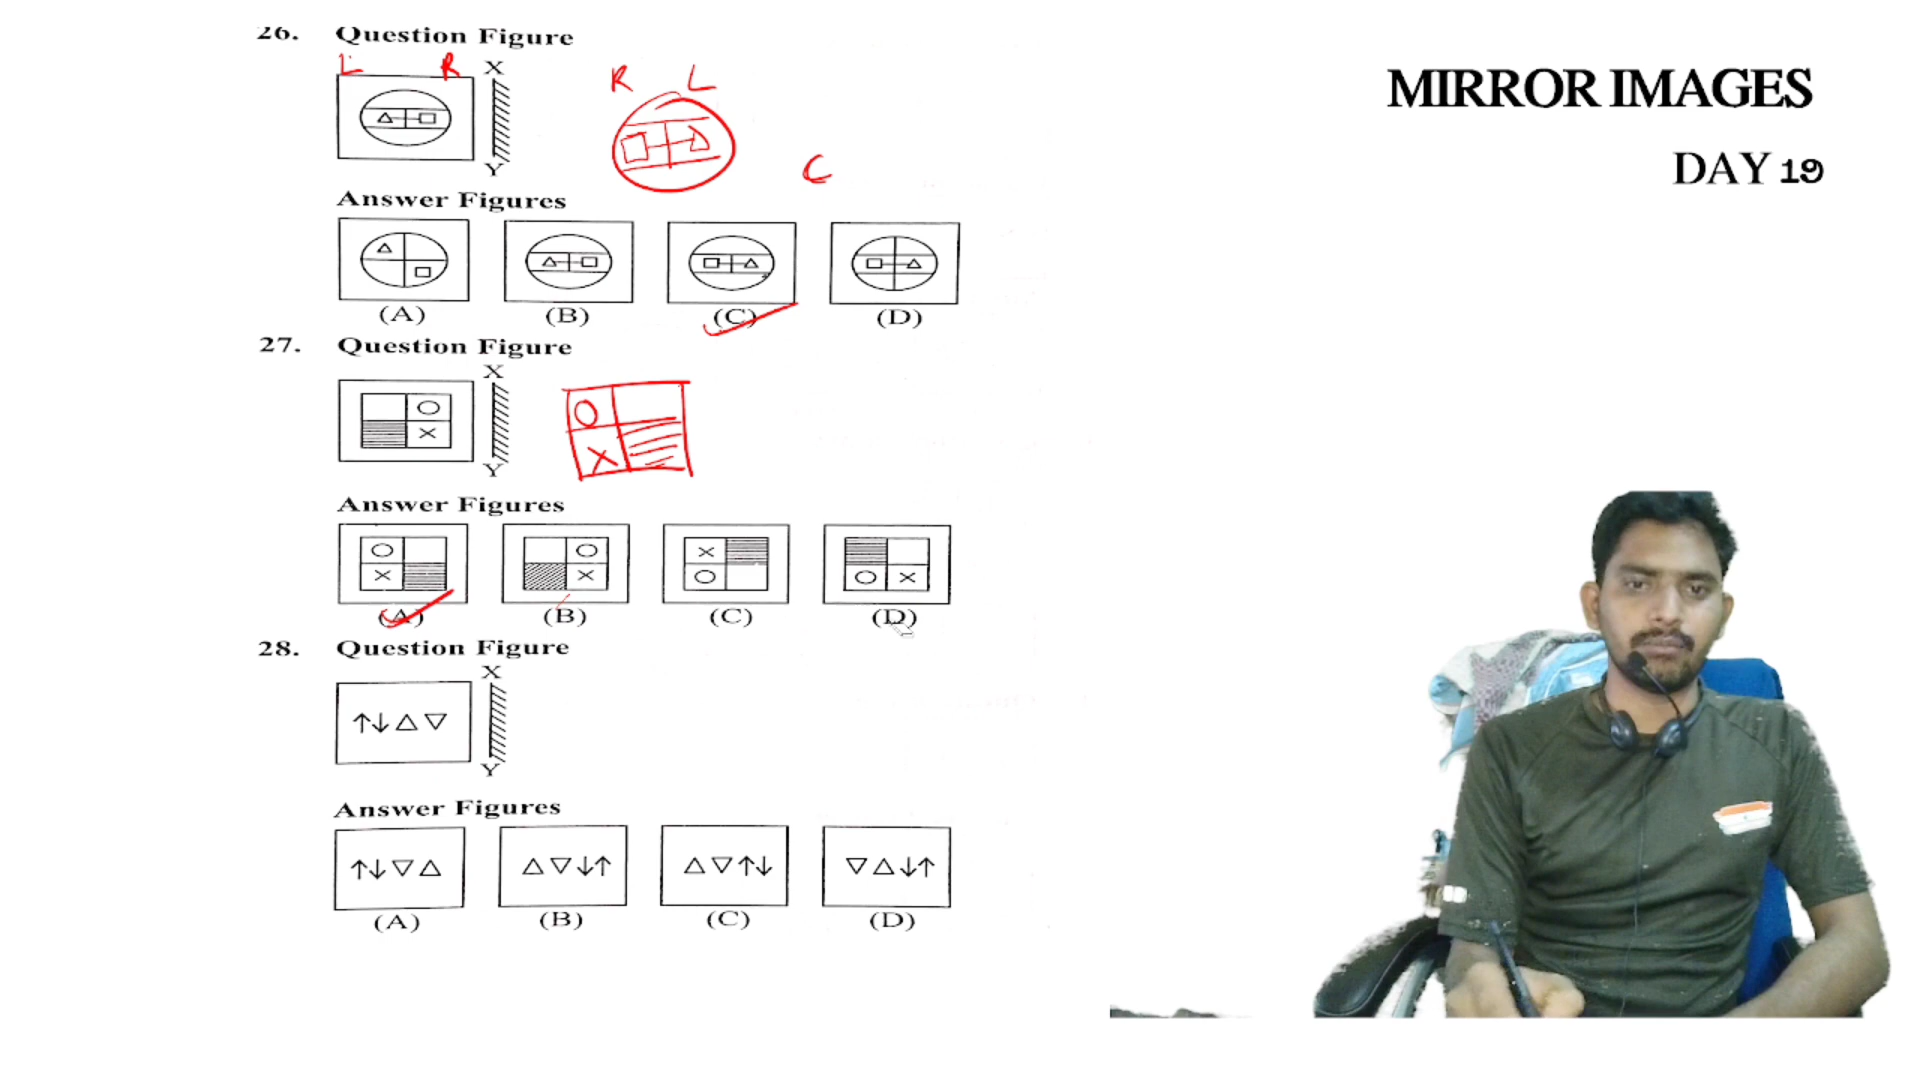 26. Question Figure
L R X
R L
Y
C
Answer Figures
(A) (B) (C) (D)
27. Question Figure
X
Y
Answer Figures
(A) (B) (C) (D)
28. Question Figure
X
Y
Answer Figures
(A) (B) (C) (D)
MIRROR IMAGES
DAY 19